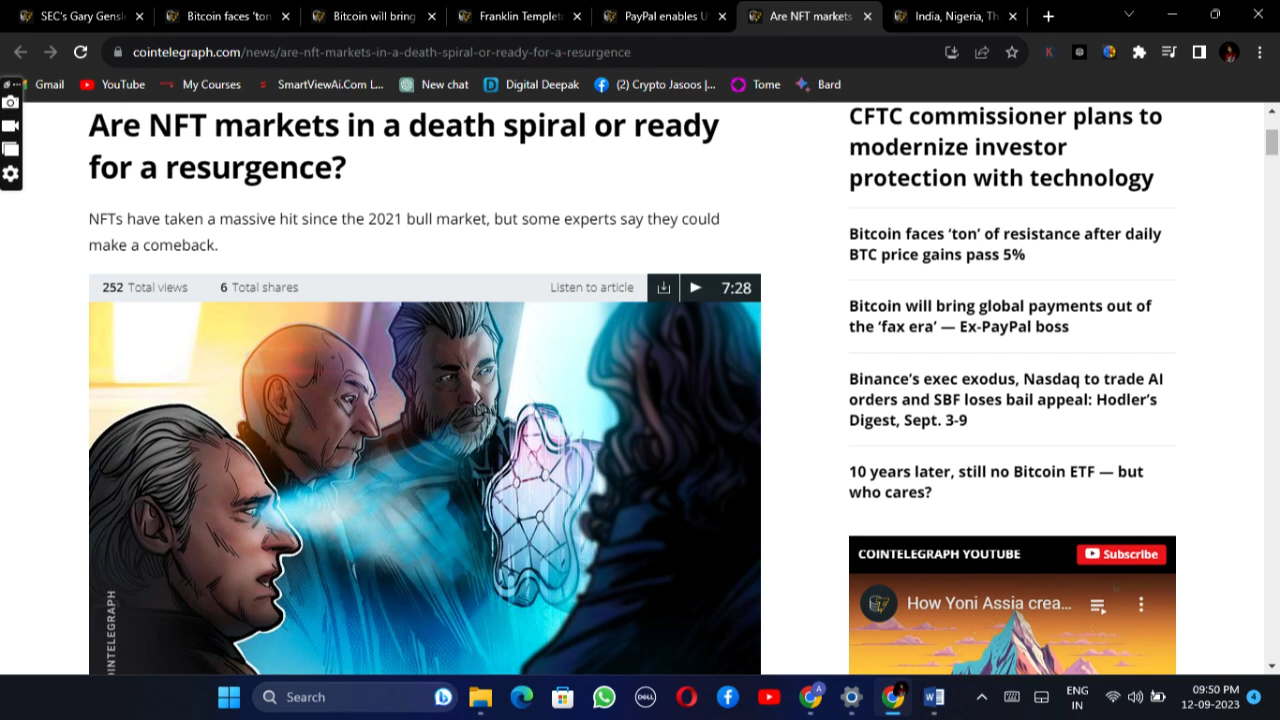 SEC's Gary Gensl
Bitcoin faces 'ton'
Bitcoin will bring
Franklin Templet
PayPal enables U
Are NFT markets
India, Nigeria, Th
cointelegraph.com/news/are-nft-markets-in-a-death-spiral-or-ready-for-a-resurgence
Gmail
YouTube
My Courses
SmartViewAi.Com L...
New chat
Digital Deepak
(2) Crypto Jasoos |...
Tome
Bard
Are NFT markets in a death spiral or ready
for a resurgence?
NFTs have taken a massive hit since the 2021 bull market, but some experts say they could
make a comeback.
252 Total views
6 Total shares
Listen to article
7:28
OINTELEGRAPH
CFTC commissioner plans to
modernize investor
protection with technology
Bitcoin faces ‘ton’ of resistance after daily
BTC price gains pass 5%
Bitcoin will bring global payments out of
the ‘fax era’ — Ex-PayPal boss
Binance’s exec exodus, Nasdaq to trade AI
orders and SBF loses bail appeal: Hodler’s
Digest, Sept. 3-9
10 years later, still no Bitcoin ETF — but
who cares?
COINTELEGRAPH YOUTUBE
Subscribe
How Yoni Assia crea...
Search
DELL
A
ENG
IN
09:50 PM
12-09-2023
4